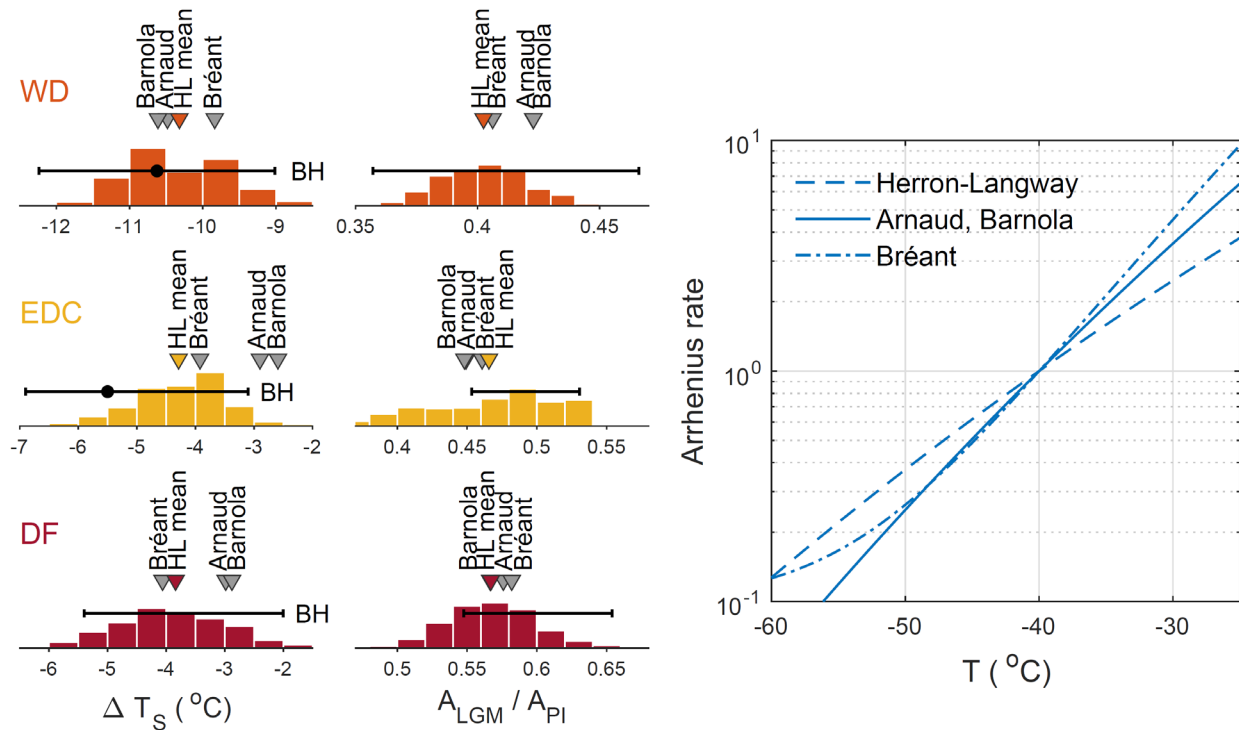 WD
Barnola
Arnaud
HL mean
Bréant
BH
-12 -11 -10 -9
HL mean
Bréant
Arnaud
Barnola
0.35 0.4 0.45
EDC
HL mean
Bréant
Arnaud
Barnola
BH
-7 -6 -5 -4 -3 -2
Barnola
Arnaud
Bréant
HL mean
0.4 0.45 0.5 0.55
DF
Bréant
HL mean
Arnaud
Barnola
BH
-6 -5 -4 -3 -2
Δ T_S ( °C)
Barnola
HL mean
Arnaud
Bréant
0.5 0.55 0.6 0.65
A_LGM / A_PI
Arrhenius rate
10^1
10^0
10^-1
Herron-Langway
Arnaud, Barnola
Bréant
-60 -50 -40 -30
T ( °C)